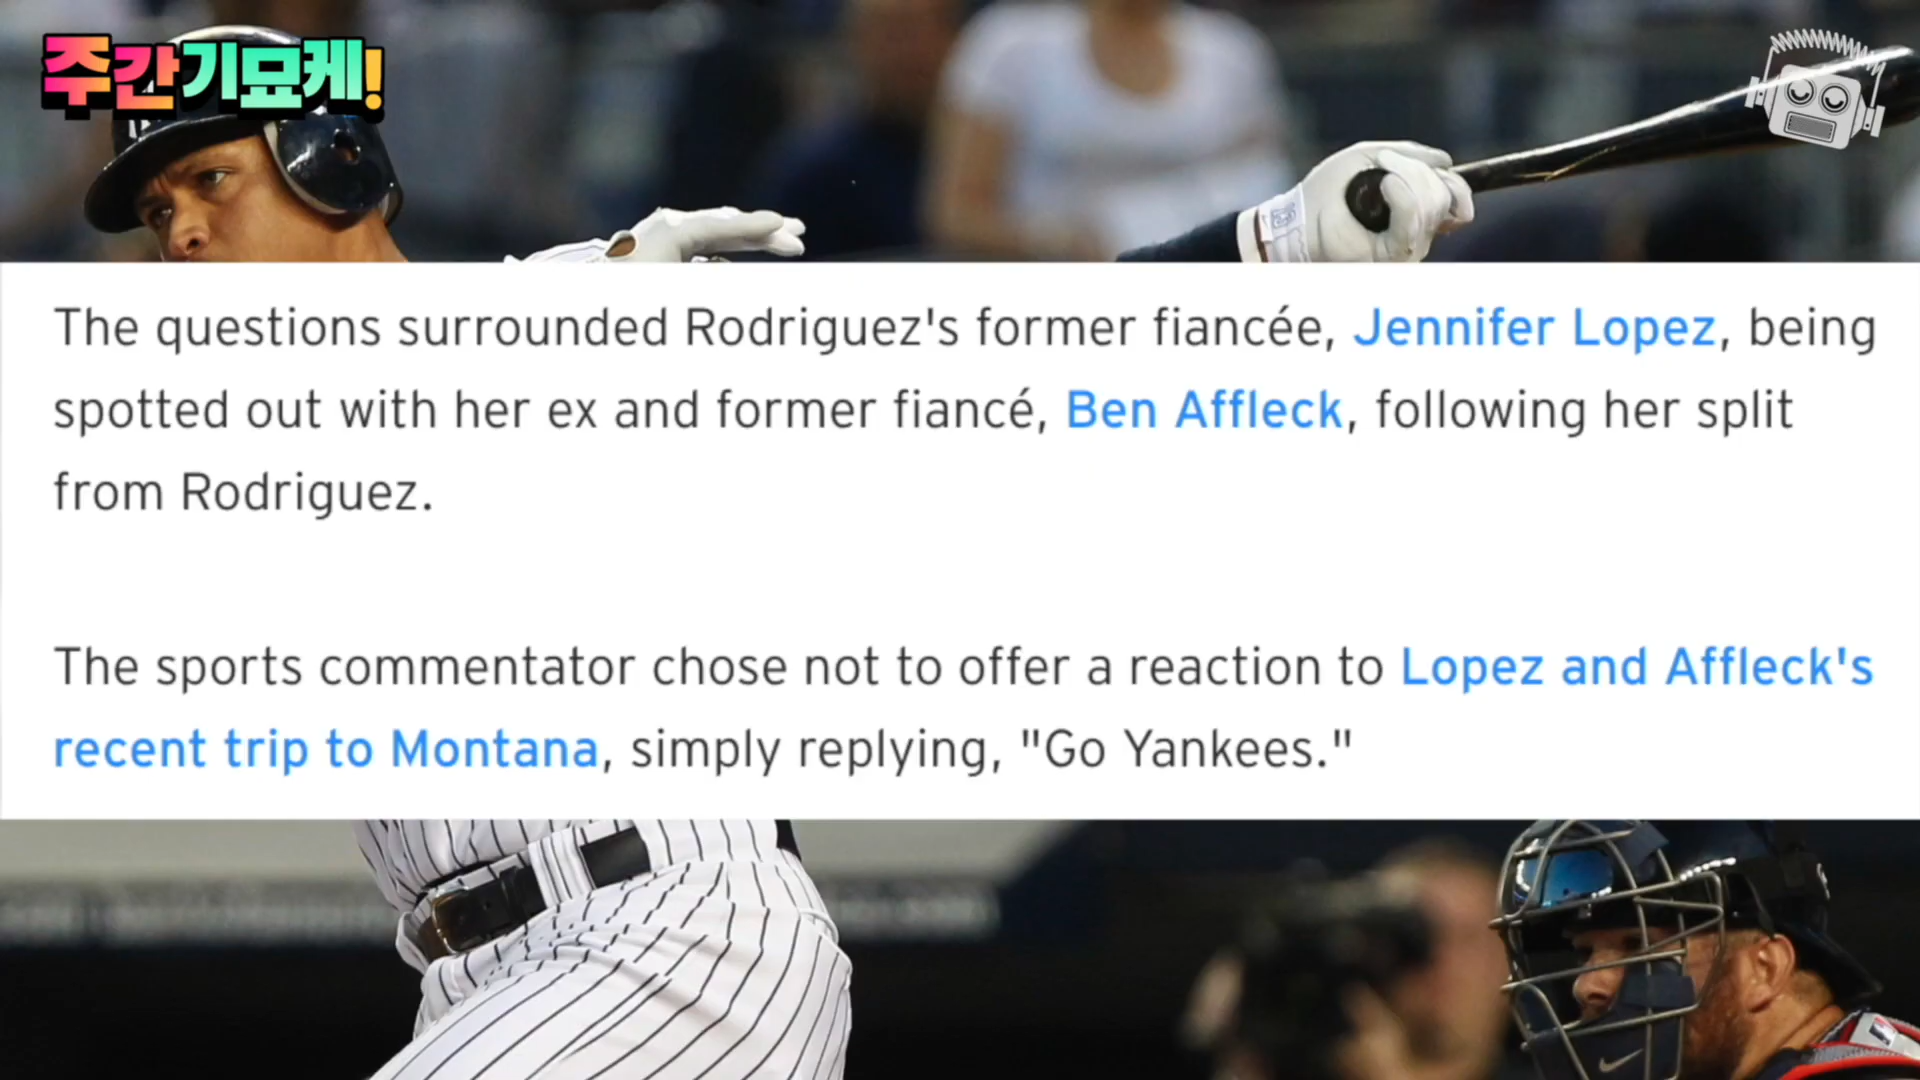 주간기묘케!
The questions surrounded Rodriguez's former fiancée, Jennifer Lopez, being
spotted out with her ex and former fiancé, Ben Affleck, following her split
from Rodriguez.
The sports commentator chose not to offer a reaction to Lopez and Affleck's
recent trip to Montana, simply replying, "Go Yankees."